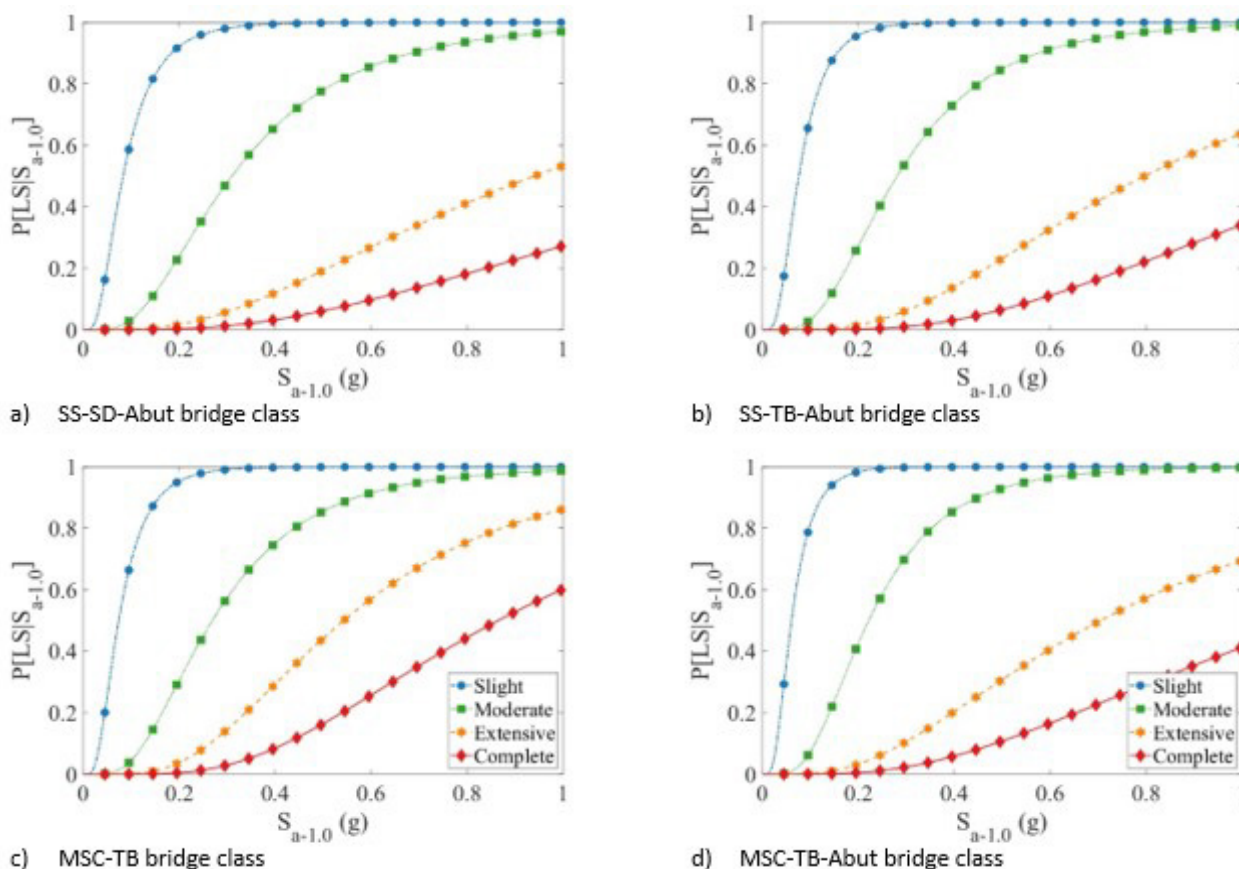 1
0.8
0.6
0.4
0.2
0
P[LS|Sa-1.0]
0 0.2 0.4 0.6 0.8 1
Sa-1.0 (g)
a) SS-SD-Abut bridge class
1
0.8
0.6
0.4
0.2
0
P[LS|Sa-1.0]
0 0.2 0.4 0.6 0.8 1
Sa-1.0 (g)
b) SS-TB-Abut bridge class
1
0.8
0.6
0.4
0.2
0
P[LS|Sa-1.0]
Slight
Moderate
Extensive
Complete
0 0.2 0.4 0.6 0.8 1
Sa-1.0 (g)
c) MSC-TB bridge class
1
0.8
0.6
0.4
0.2
0
P[LS|Sa-1.0]
Slight
Moderate
Extensive
Complete
0 0.2 0.4 0.6 0.8 1
Sa-1.0 (g)
d) MSC-TB-Abut bridge class